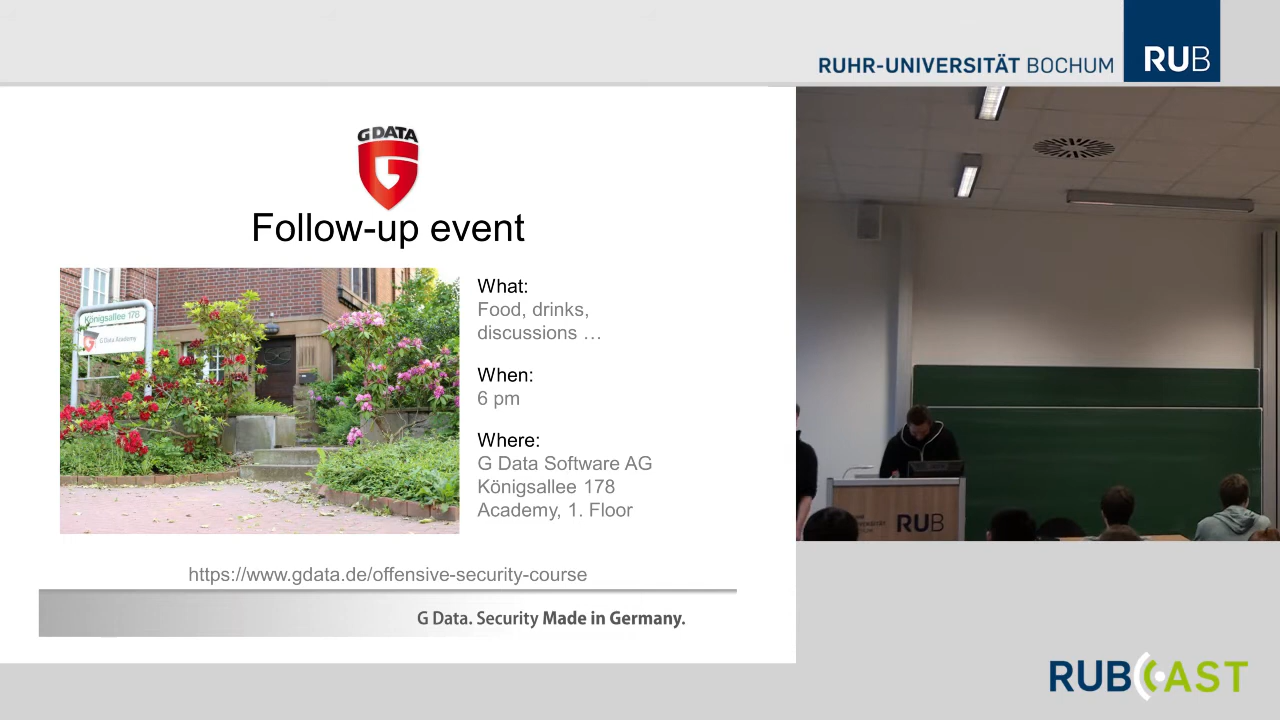 RUHR-UNIVERSITÄT BOCHUM
RUB
G DATA
Follow-up event
Königsallee 178
G Data Academy
What:
Food, drinks,
discussions …
When:
6 pm
Where:
G Data Software AG
Königsallee 178
Academy, 1. Floor
https://www.gdata.de/offensive-security-course
G Data. Security Made in Germany.
RUB
RUBCAST